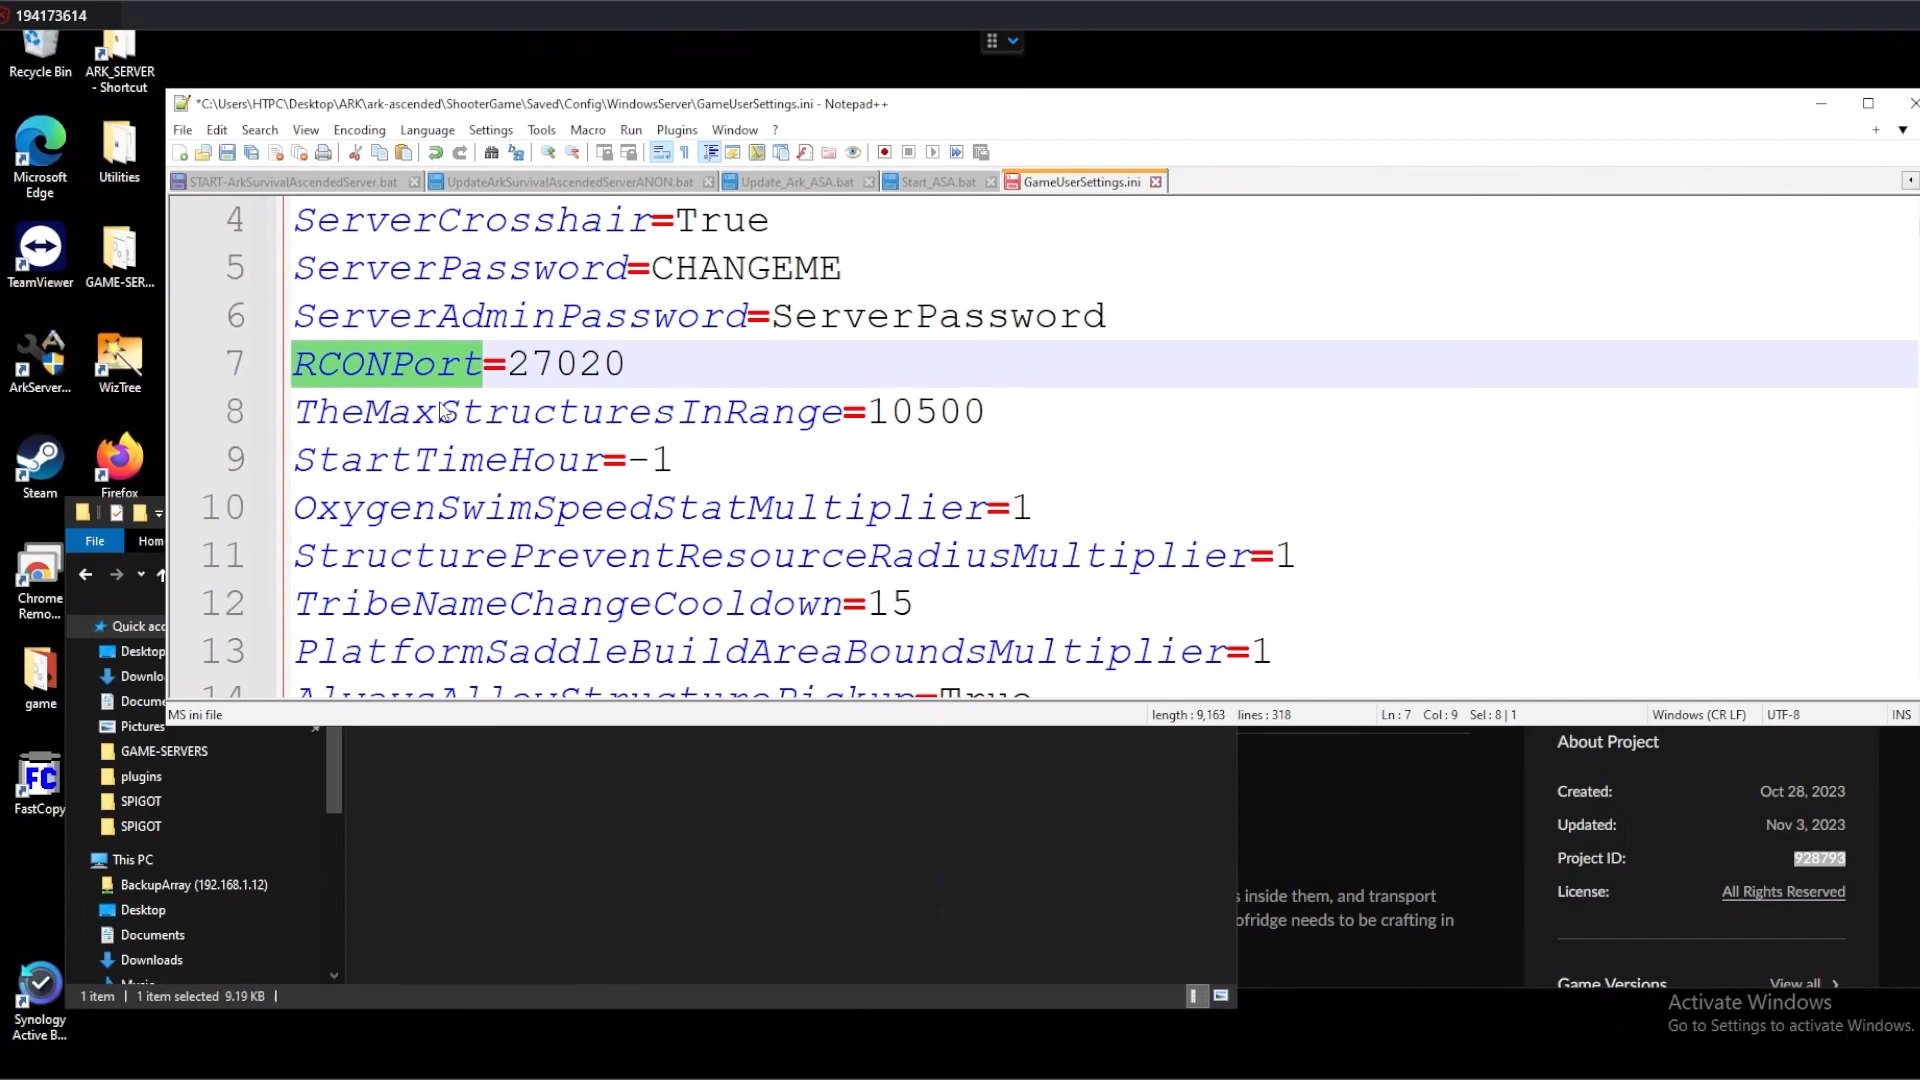 194173614
Recycle Bin
ARK_SERVER
- Shortcut
*C:\Users\HTPC\Desktop\ARK\ark-ascended\ShooterGame\Saved\Config\WindowsServer\GameUserSettings.ini - Notepad++
File Edit Search View Encoding Language Settings Tools Macro Run Plugins Window ?
START-ArkSurvivalAscendedServer.bat UpdateArkSurvivalAscendedServerANON.bat Update_Ark_ASA.bat Start_ASA.bat GameUserSettings.ini
4 ServerCrosshair=True
5 ServerPassword=CHANGEME
6 ServerAdminPassword=ServerPassword
7 RCONPort=27020
8 TheMaxStructuresInRange=10500
9 StartTimeHour=-1
10 OxygenSwimSpeedStatMultiplier=1
11 StructurePreventResourceRadiusMultiplier=1
12 TribeNameChangeCooldown=15
13 PlatformSaddleBuildAreaBoundsMultiplier=1
14 AlwaysAllowStructurePickup=True
MS ini file length : 9,163 lines : 318 Ln : 7 Col : 9 Sel : 8 | 1 Windows (CR LF) UTF-8 INS
Microsoft
Edge
Utilities
TeamViewer
GAME-SER...
ArkServer...
WizTree
Steam
Firefox
Chrome
Remo...
game
FC
FastCopy
Synology
Active B...
File Hom
Quick acc
Desktop
Downlo
Docume
Pictures
GAME-SERVERS
plugins
SPIGOT
SPIGOT
This PC
BackupArray (192.168.1.12)
Desktop
Documents
Downloads
Music
1 item 1 item selected 9.19 KB
About Project
Created: Oct 28, 2023
Updated: Nov 3, 2023
Project ID: 928793
License: All Rights Reserved
s inside them, and transport
ofridge needs to be crafting in
Game Versions View all
Activate Windows
Go to Settings to activate Windows.